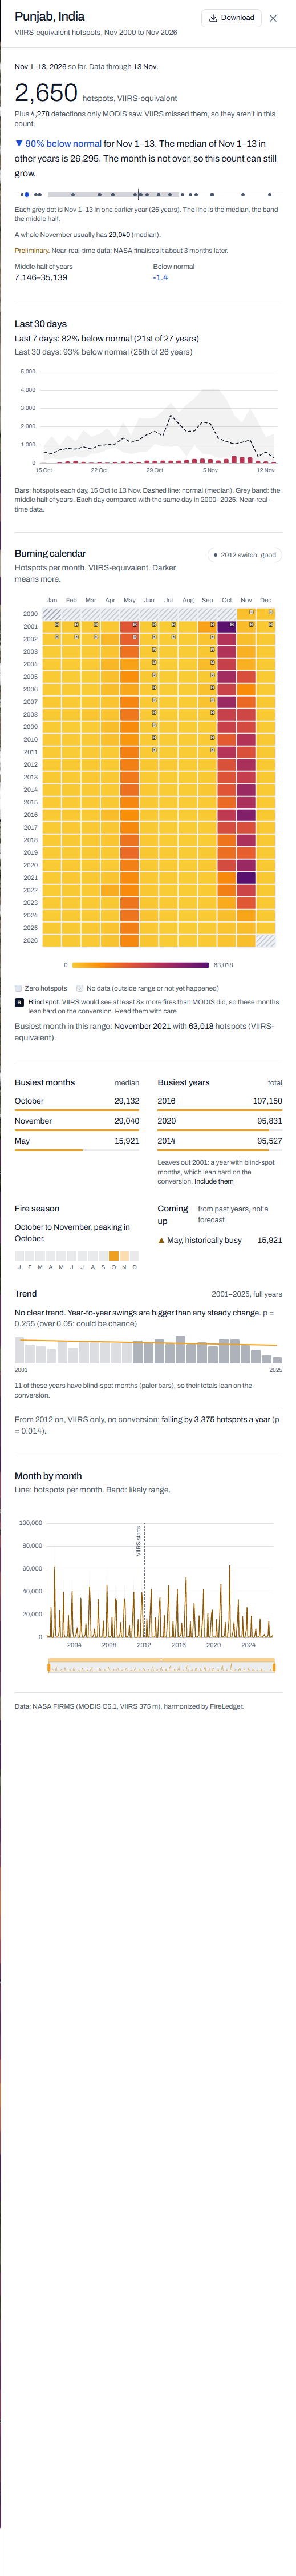 Punjab, India
Download
VIIRS-equivalent hotspots, Nov 2000 to Nov 2026
Nov 1–13, 2026 so far. Data through 13 Nov.
2,650 hotspots, VIIRS-equivalent
Plus 4,278 detections only MODIS saw. VIIRS missed them, so they aren't in this
count.
▼ 90% below normal for Nov 1–13. The median of Nov 1–13 in
other years is 26,295. The month is not over, so this count can still
grow.
Each grey dot is Nov 1–13 in one earlier year (26 years). The line is the median, the band
the middle half.
A whole November usually has 29,040 (median).
Preliminary. Near-real-time data; NASA finalises it about 3 months later.
Middle half of years
Below normal
7,146–35,139
-1.4
Last 30 days
Last 7 days: 82% below normal (21st of 27 years)
Last 30 days: 93% below normal (25th of 26 years)
5,000
4,000
3,000
2,000
1,000
0
15 Oct 22 Oct 29 Oct 5 Nov 12 Nov
Bars: hotspots each day, 15 Oct to 13 Nov. Dashed line: normal (median). Grey band: the
middle half of years. Each day compared with the same day in 2000–2025. Near-real-
time data.
Burning calendar
2012 switch: good
Hotspots per month, VIIRS-equivalent. Darker
means more.
Jan Feb Mar Apr May Jun Jul Aug Sep Oct Nov Dec
2000
2001
2002
2003
2004
2005
2006
2007
2008
2009
2010
2011
2012
2013
2014
2015
2016
2017
2018
2019
2020
2021
2022
2023
2024
2025
2026
0 63,018
Zero hotspots No data (outside range or not yet happened)
B Blind spot. VIIRS would see at least 8× more fires than MODIS did, so these months
lean hard on the conversion. Read them with care.
Busiest month in this range: November 2021 with 63,018 hotspots (VIIRS-
equivalent).
Busiest months median
October 29,132
November 29,040
May 15,921
Busiest years total
2016 107,150
2020 95,831
2014 95,527
Leaves out 2001: a year with blind-spot
months, which lean hard on the
conversion. Include them
Fire season
October to November, peaking in
October.
J F M A M J J A S O N D
Coming
up
from past years, not a
forecast
▲ May, historically busy 15,921
Trend 2001–2025, full years
No clear trend. Year-to-year swings are bigger than any steady change. p =
0.255 (over 0.05: could be chance)
2001 2025
11 of these years have blind-spot months (paler bars), so their totals lean on the
conversion.
From 2012 on, VIIRS only, no conversion: falling by 3,375 hotspots a year (p
= 0.014).
Month by month
Line: hotspots per month. Band: likely range.
100,000
80,000
60,000
40,000
20,000
0
VIIRS starts
2004 2008 2012 2016 2020 2024
Data: NASA FIRMS (MODIS C6.1, VIIRS 375 m), harmonized by FireLedger.